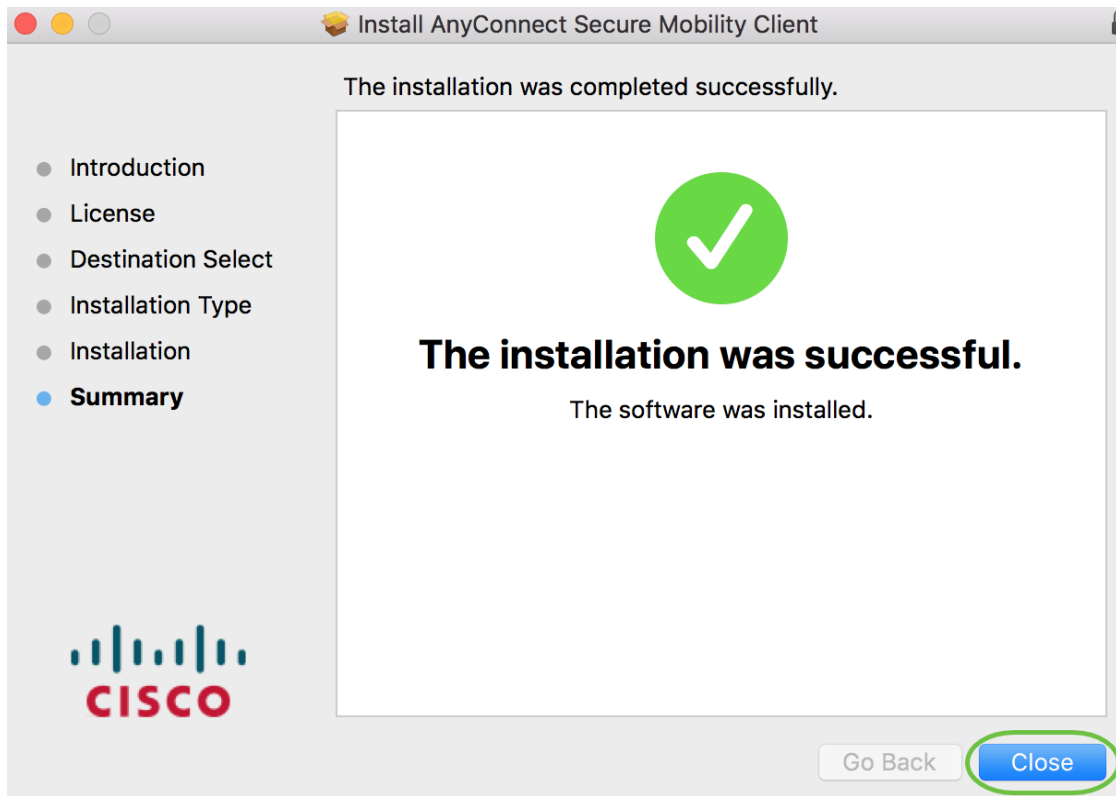 Install AnyConnect Secure Mobility Client
The installation was completed successfully.
Introduction
License
Destination Select
Installation Type
Installation
Summary
The installation was successful.
The software was installed.
CISCO
Go Back
Close